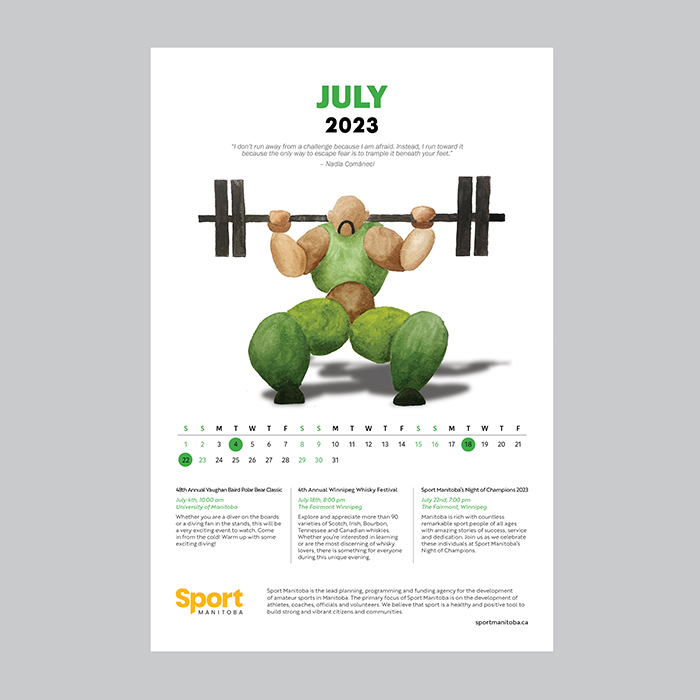 JULY
2023
"I don't run away from a challenge because I am afraid. Instead, I run toward it
because the only way to escape fear is to trample it beneath your feet."
– Nadia Comăneci
S S M T W T F S S M T W T F S S M T W T F
1 2 3 4 5 6 7 8 9 10 11 12 13 14 15 16 17 18 19 20 21
22 23 24 25 26 27 28 29 30 31
48th Annual Vaughan Baird Polar Bear Classic
July 4th, 10:00 am
University of Manitoba
Whether you are a diver on the boards
or a diving fan in the stands, this will be
a very exciting event to watch. Come
in from the cold! Warm up with some
exciting diving!
4th Annual Winnipeg Whisky Festival
July 18th, 8:00 pm
The Fairmont Winnipeg
Explore and appreciate more than 90
varieties of Scotch, Irish, Bourbon,
Tennessee and Canadian whiskies.
Whether you're interested in learning
or are the most discerning of whisky
lovers, there is something for everyone
during this unique evening.
Sport Manitoba's Night of Champions 2023
July 22nd, 7:00 pm
The Fairmont, Winnipeg
Manitoba is rich with countless
remarkable sport people of all ages
with amazing stories of success, service
and dedication. Join us as we celebrate
these individuals at Sport Manitoba's
Night of Champions.
Sport
MANITOBA
Sport Manitoba is the lead planning, programming and funding agency for the development
of amateur sports in Manitoba. The primary focus of Sport Manitoba is on the development of
athletes, coaches, officials and volunteers. We believe that sport is a healthy and positive tool to
build strong and vibrant citizens and communities.
sportmanitoba.ca